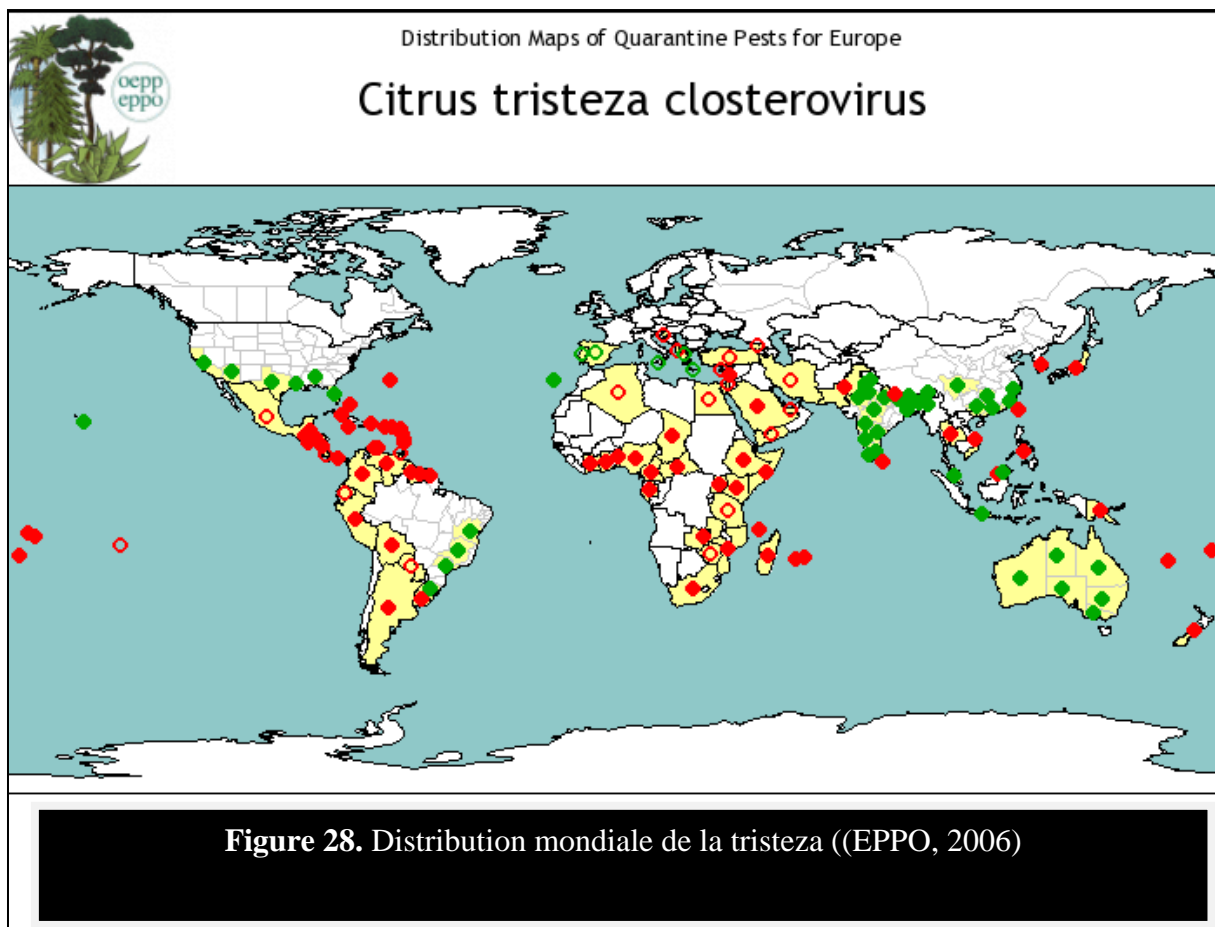 Distribution Maps of Quarantine Pests for Europe
oepp
eppo
Citrus tristeza closterovirus
Figure 28. Distribution mondiale de la tristeza ((EPPO, 2006)